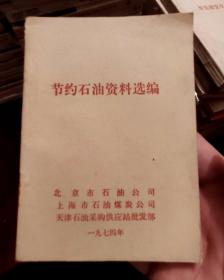 节约石油资料选编
北京市石油公司
上海市石油煤炭公司
天津石油采购供应站批发部
一九七四年